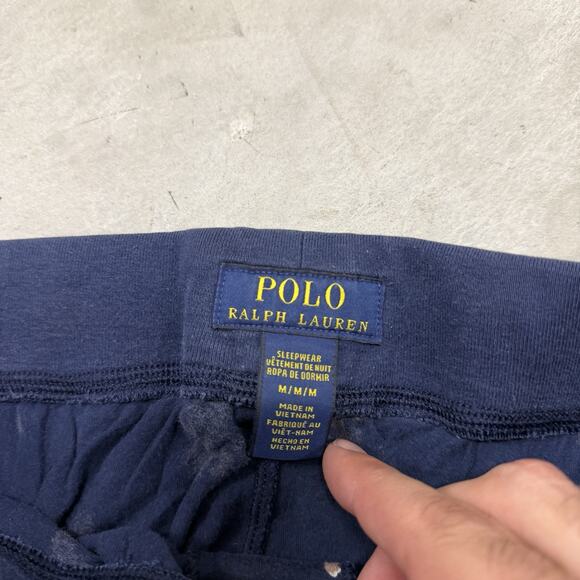 POLO
RALPH LAUREN
SLEEPWEAR
VÊTEMENT DE NUIT
ROPA DE DORMIR
M/M/M
MADE IN
VIETNAM
FABRIQUÉ AU
VIÊT-NAM
HECHO EN
VIETNAM